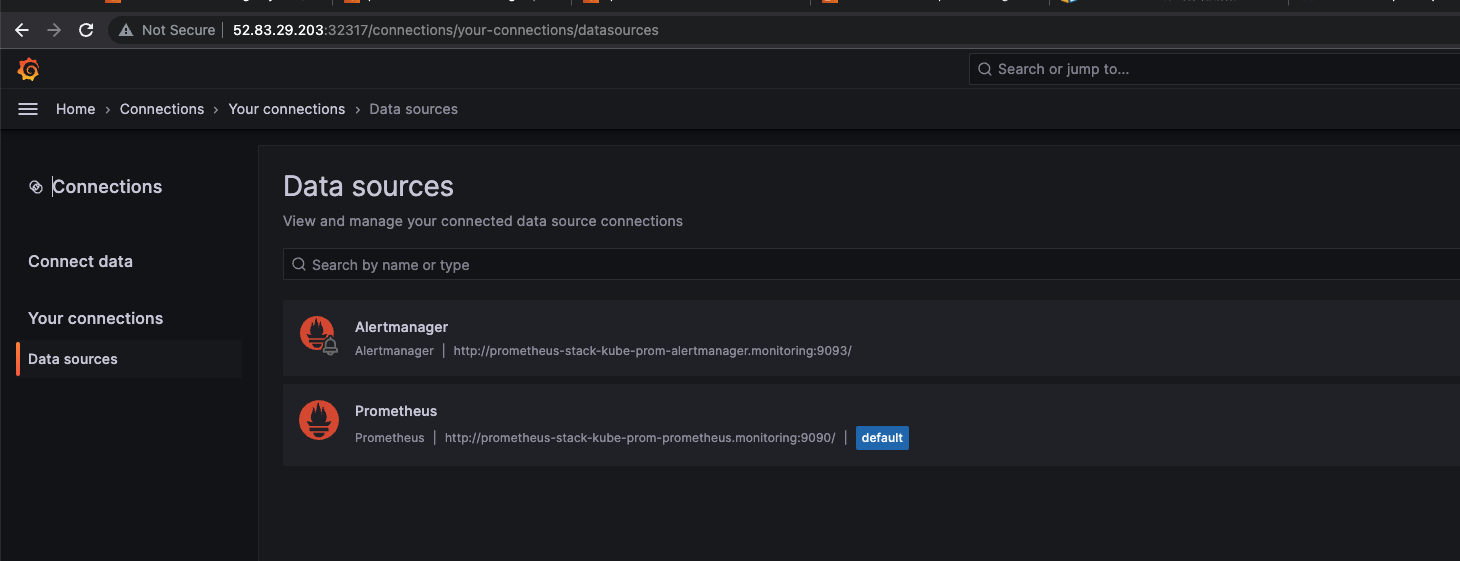 Not Secure 52.83.29.203:32317/connections/your-connections/datasources
Search or jump to...
Home › Connections › Your connections › Data sources
Connections
Connect data
Your connections
Data sources
Data sources
View and manage your connected data source connections
Search by name or type
Alertmanager
Alertmanager | http://prometheus-stack-kube-prom-alertmanager.monitoring:9093/
Prometheus
Prometheus | http://prometheus-stack-kube-prom-prometheus.monitoring:9090/ | default